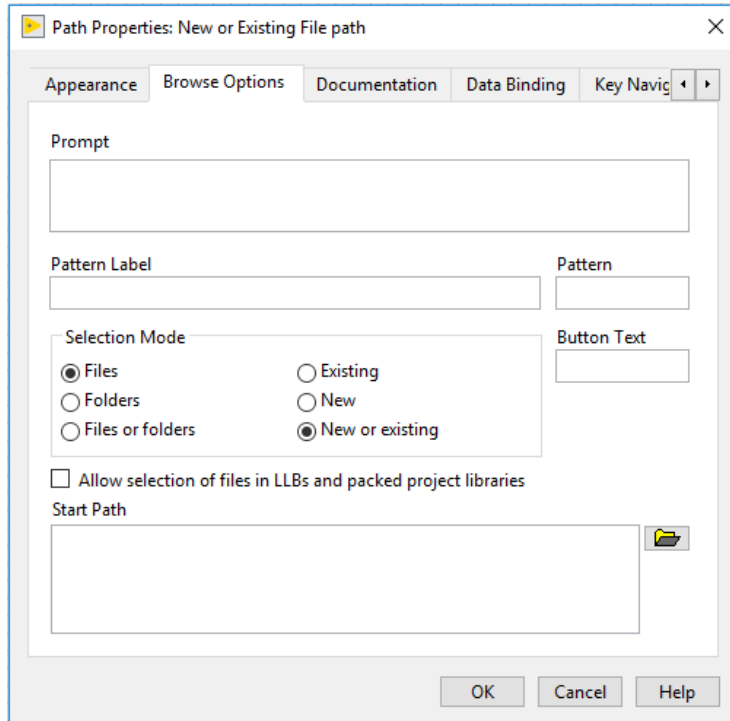 Path Properties: New or Existing File path
Appearance Browse Options Documentation Data Binding Key Navig
Prompt
Pattern Label Pattern
Selection Mode Button Text
Files Existing
Folders New
Files or folders New or existing
Allow selection of files in LLBs and packed project libraries
Start Path
OK Cancel Help